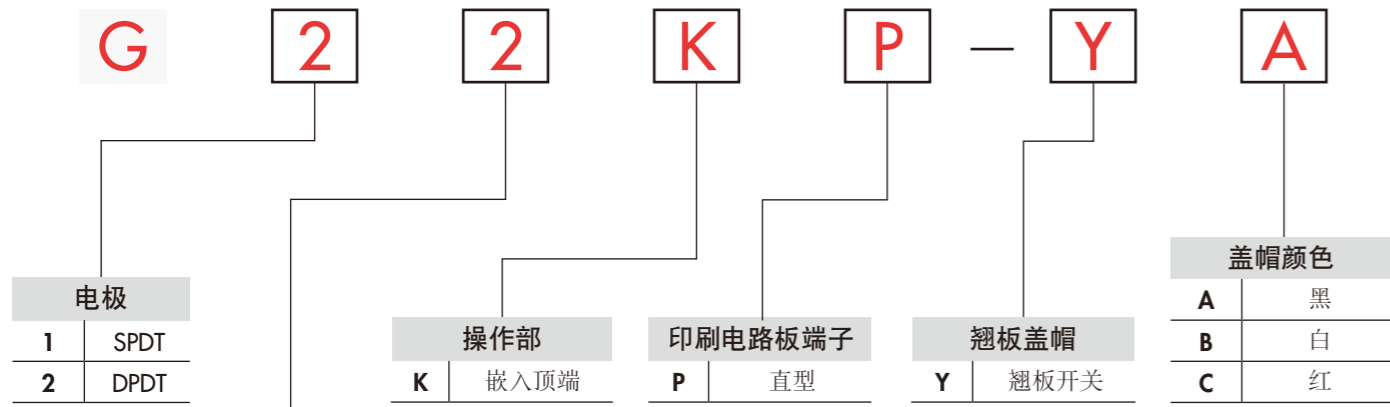 G 2 2 K P — Y A
电极
1 SPDT
2 DPDT
操作部
K 嵌入顶端
印刷电路板端子
P 直型
翘板盖帽
Y 翘板开关
盖帽颜色
A 黑
B 白
C 红